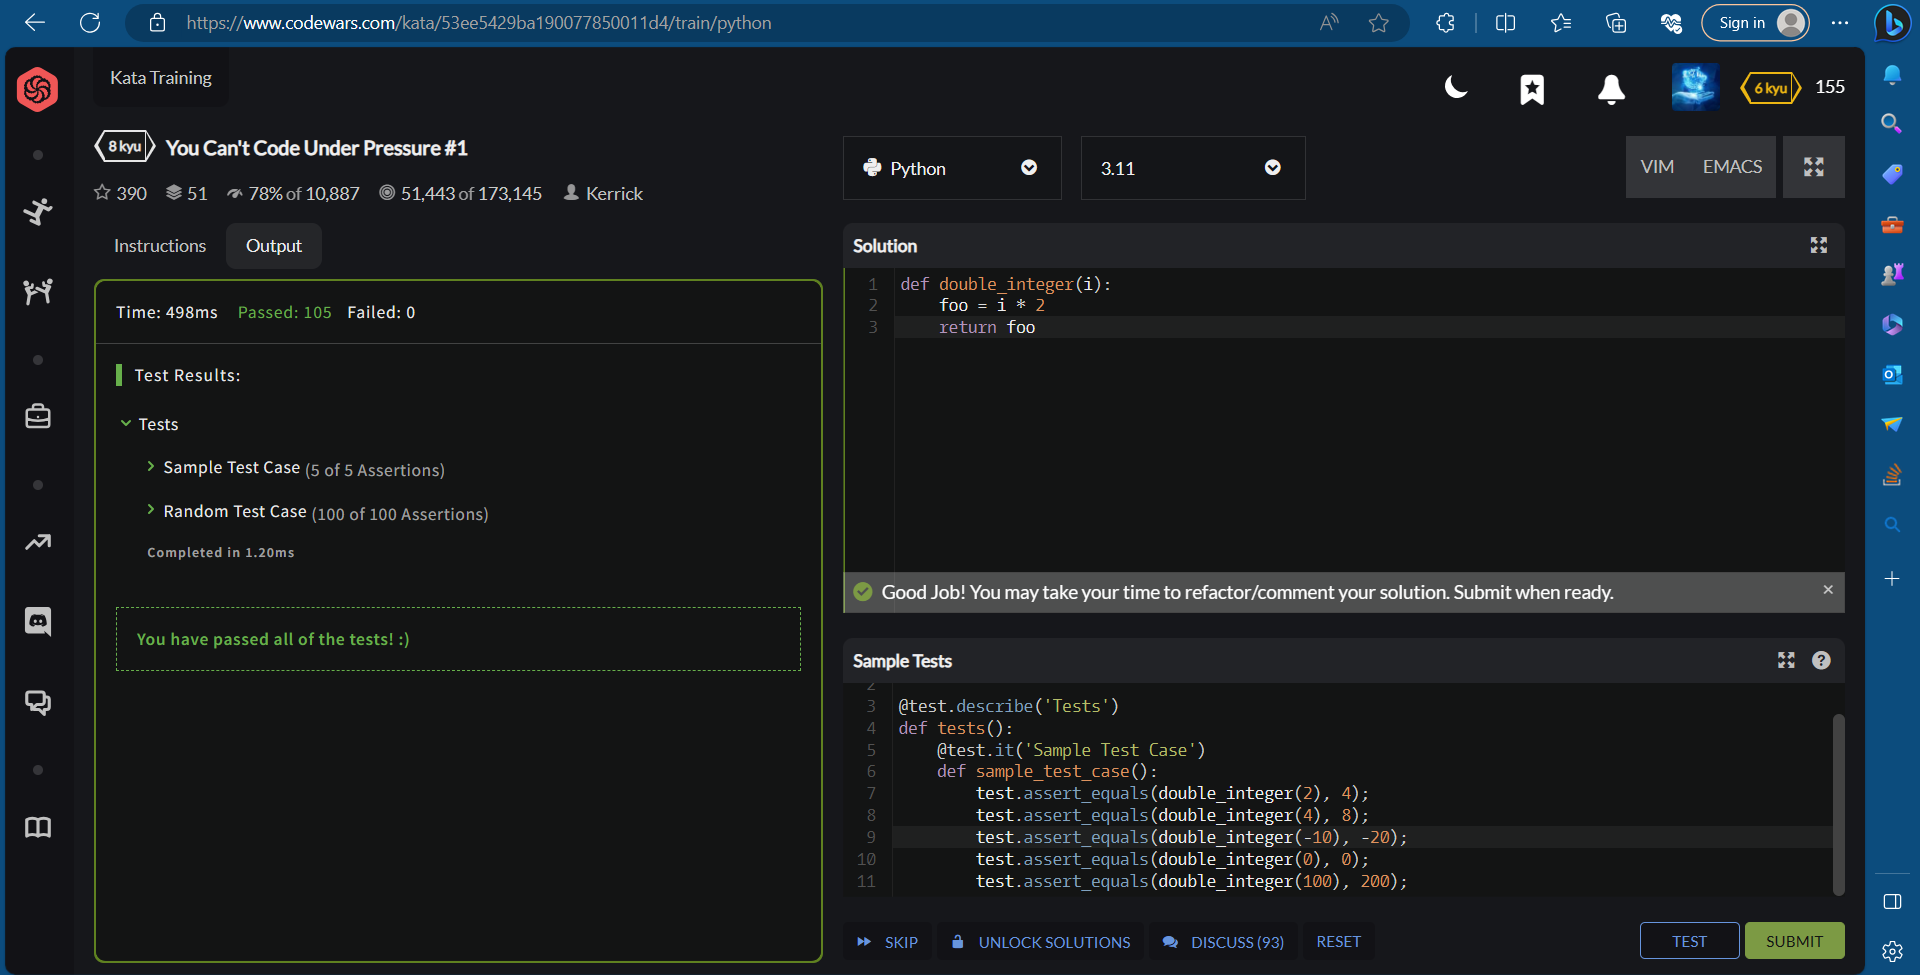 https://www.codewars.com/kata/53ee5429ba190077850011d4/train/python
Sign in
Kata Training
6 kyu
155
8 kyu
You Can't Code Under Pressure #1
390
51
78% of 10,887
51,443 of 173,145
Kerrick
Instructions
Output
Time: 498ms Passed: 105 Failed: 0
Test Results:
Tests
Sample Test Case (5 of 5 Assertions)
Random Test Case (100 of 100 Assertions)
Completed in 1.20ms
You have passed all of the tests! :)
Python
3.11
VIM
EMACS
Solution
1 def double_integer(i):
2     foo = i * 2
3     return foo
Good Job! You may take your time to refactor/comment your solution. Submit when ready.
Sample Tests
2
3 @test.describe('Tests')
4 def tests():
5     @test.it('Sample Test Case')
6     def sample_test_case():
7         test.assert_equals(double_integer(2), 4);
8         test.assert_equals(double_integer(4), 8);
9         test.assert_equals(double_integer(-10), -20);
10         test.assert_equals(double_integer(0), 0);
11         test.assert_equals(double_integer(100), 200);
SKIP
UNLOCK SOLUTIONS
DISCUSS (93)
RESET
TEST
SUBMIT